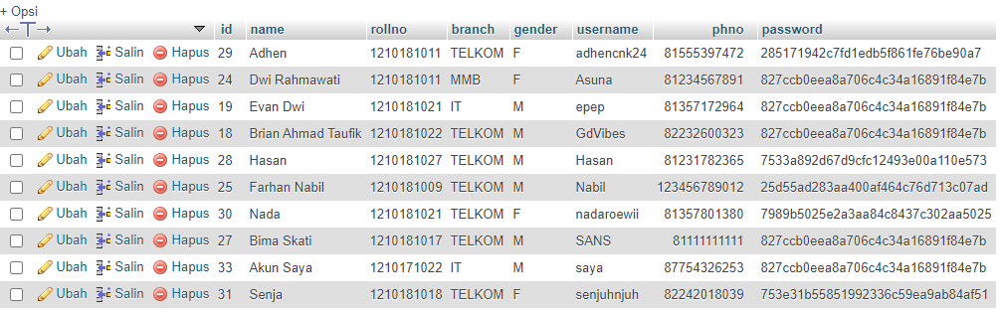 + Opsi
id name rollno branch gender username phno password
Ubah Salin Hapus 29 Adhen 1210181011 TELKOM F adhencnk24 81555397472 285171942c7fd1edb5f861fe76be90a7
Ubah Salin Hapus 24 Dwi Rahmawati 1210181011 MMB F Asuna 81234567891 827ccb0eea8a706c4c34a16891f84e7b
Ubah Salin Hapus 19 Evan Dwi 1210181021 IT M epep 81357172964 827ccb0eea8a706c4c34a16891f84e7b
Ubah Salin Hapus 18 Brian Ahmad Taufik 1210181022 TELKOM M GdVibes 82232600323 827ccb0eea8a706c4c34a16891f84e7b
Ubah Salin Hapus 28 Hasan 1210181027 TELKOM M Hasan 81231782365 7533a892d67d9cfc12493e00a110e573
Ubah Salin Hapus 25 Farhan Nabil 1210181009 TELKOM M Nabil 123456789012 25d55ad283aa400af464c76d713c07ad
Ubah Salin Hapus 30 Nada 1210181021 TELKOM F nadaroewii 81357801380 7989b5025e2a3aa84c8437c302aa5025
Ubah Salin Hapus 27 Bima Skati 1210181017 TELKOM M SANS 81111111111 827ccb0eea8a706c4c34a16891f84e7b
Ubah Salin Hapus 33 Akun Saya 1210171022 IT M saya 87754326253 827ccb0eea8a706c4c34a16891f84e7b
Ubah Salin Hapus 31 Senja 1210181018 TELKOM F senjuhnjuh 82242018039 753e31b55851992336c59ea9ab84af51